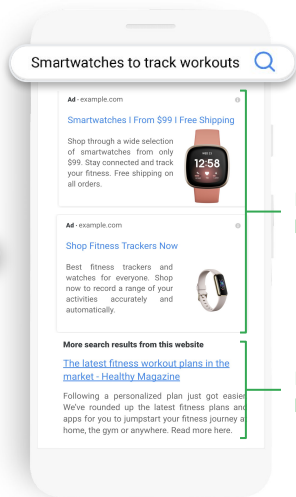 Smartwatches to track workouts
Ad • example.com
Smartwatches I From $99 I Free Shipping
Shop through a wide selection
of smartwatches from only
$99. Stay connected and track
your fitness. Free shipping on
all orders.
12:58
Ad • example.com
Shop Fitness Trackers Now
Best fitness trackers and
watches for everyone. Shop
now to record a range of your
activities accurately and
automatically.
More search results from this website
The latest fitness workout plans in the
market - Healthy Magazine
Following a personalized plan just got easier
We've rounded up the latest fitness plans and
apps for you to jumpstart your fitness journey a
home, the gym or anywhere. Read more here.